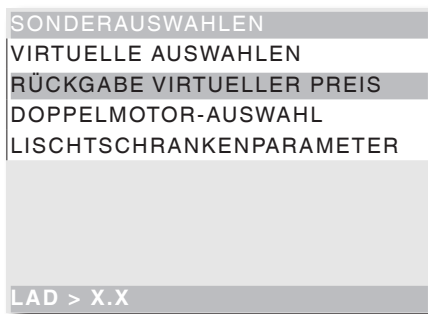 SONDERAUSWAHLEN
VIRTUELLE AUSWAHLEN
RÜCKGABE VIRTUELLER PREIS
DOPPELMOTOR-AUSWAHL
LISCHTSCHRANKENPARAMETER
LAD > X.X